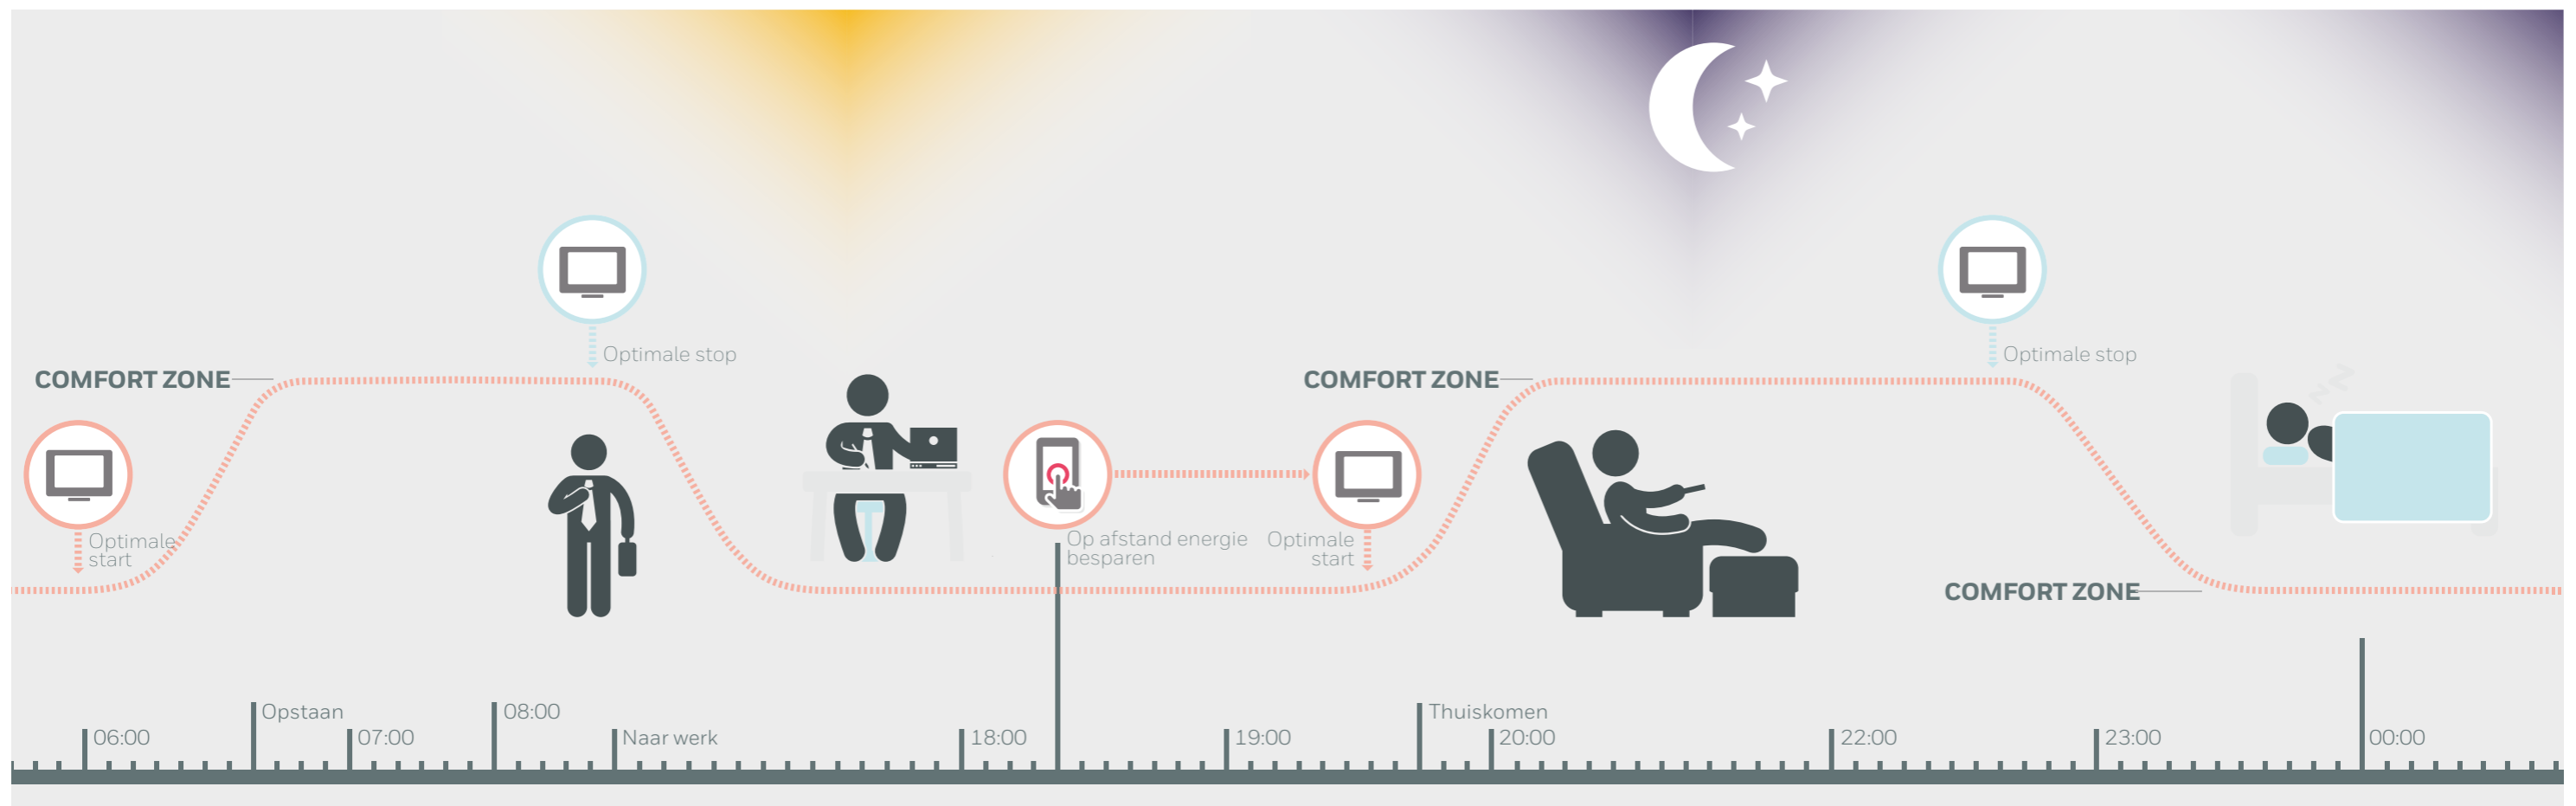 Optimale stop
Optimale stop
COMFORT ZONE
COMFORT ZONE
Optimale
start
Op afstand energie
besparen
Optimale
start
COMFORT ZONE
zzz
Opstaan
08:00
Thuiskomen
06:00
07:00
Naar werk
18:00
19:00
20:00
22:00
23:00
00:00